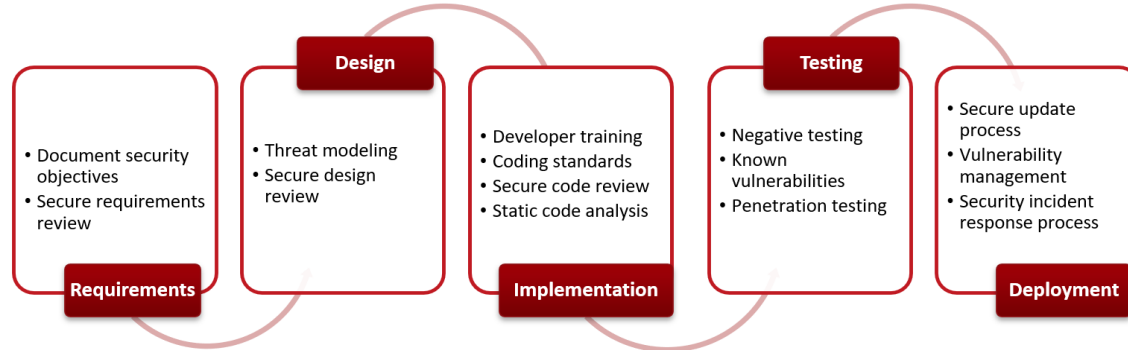 Requirements
• Document security
objectives
• Secure requirements
review
Design
• Threat modeling
• Secure design
review
Implementation
• Developer training
• Coding standards
• Secure code review
• Static code analysis
Testing
• Negative testing
• Known
vulnerabilities
• Penetration testing
Deployment
• Secure update
process
• Vulnerability
management
• Security incident
response process